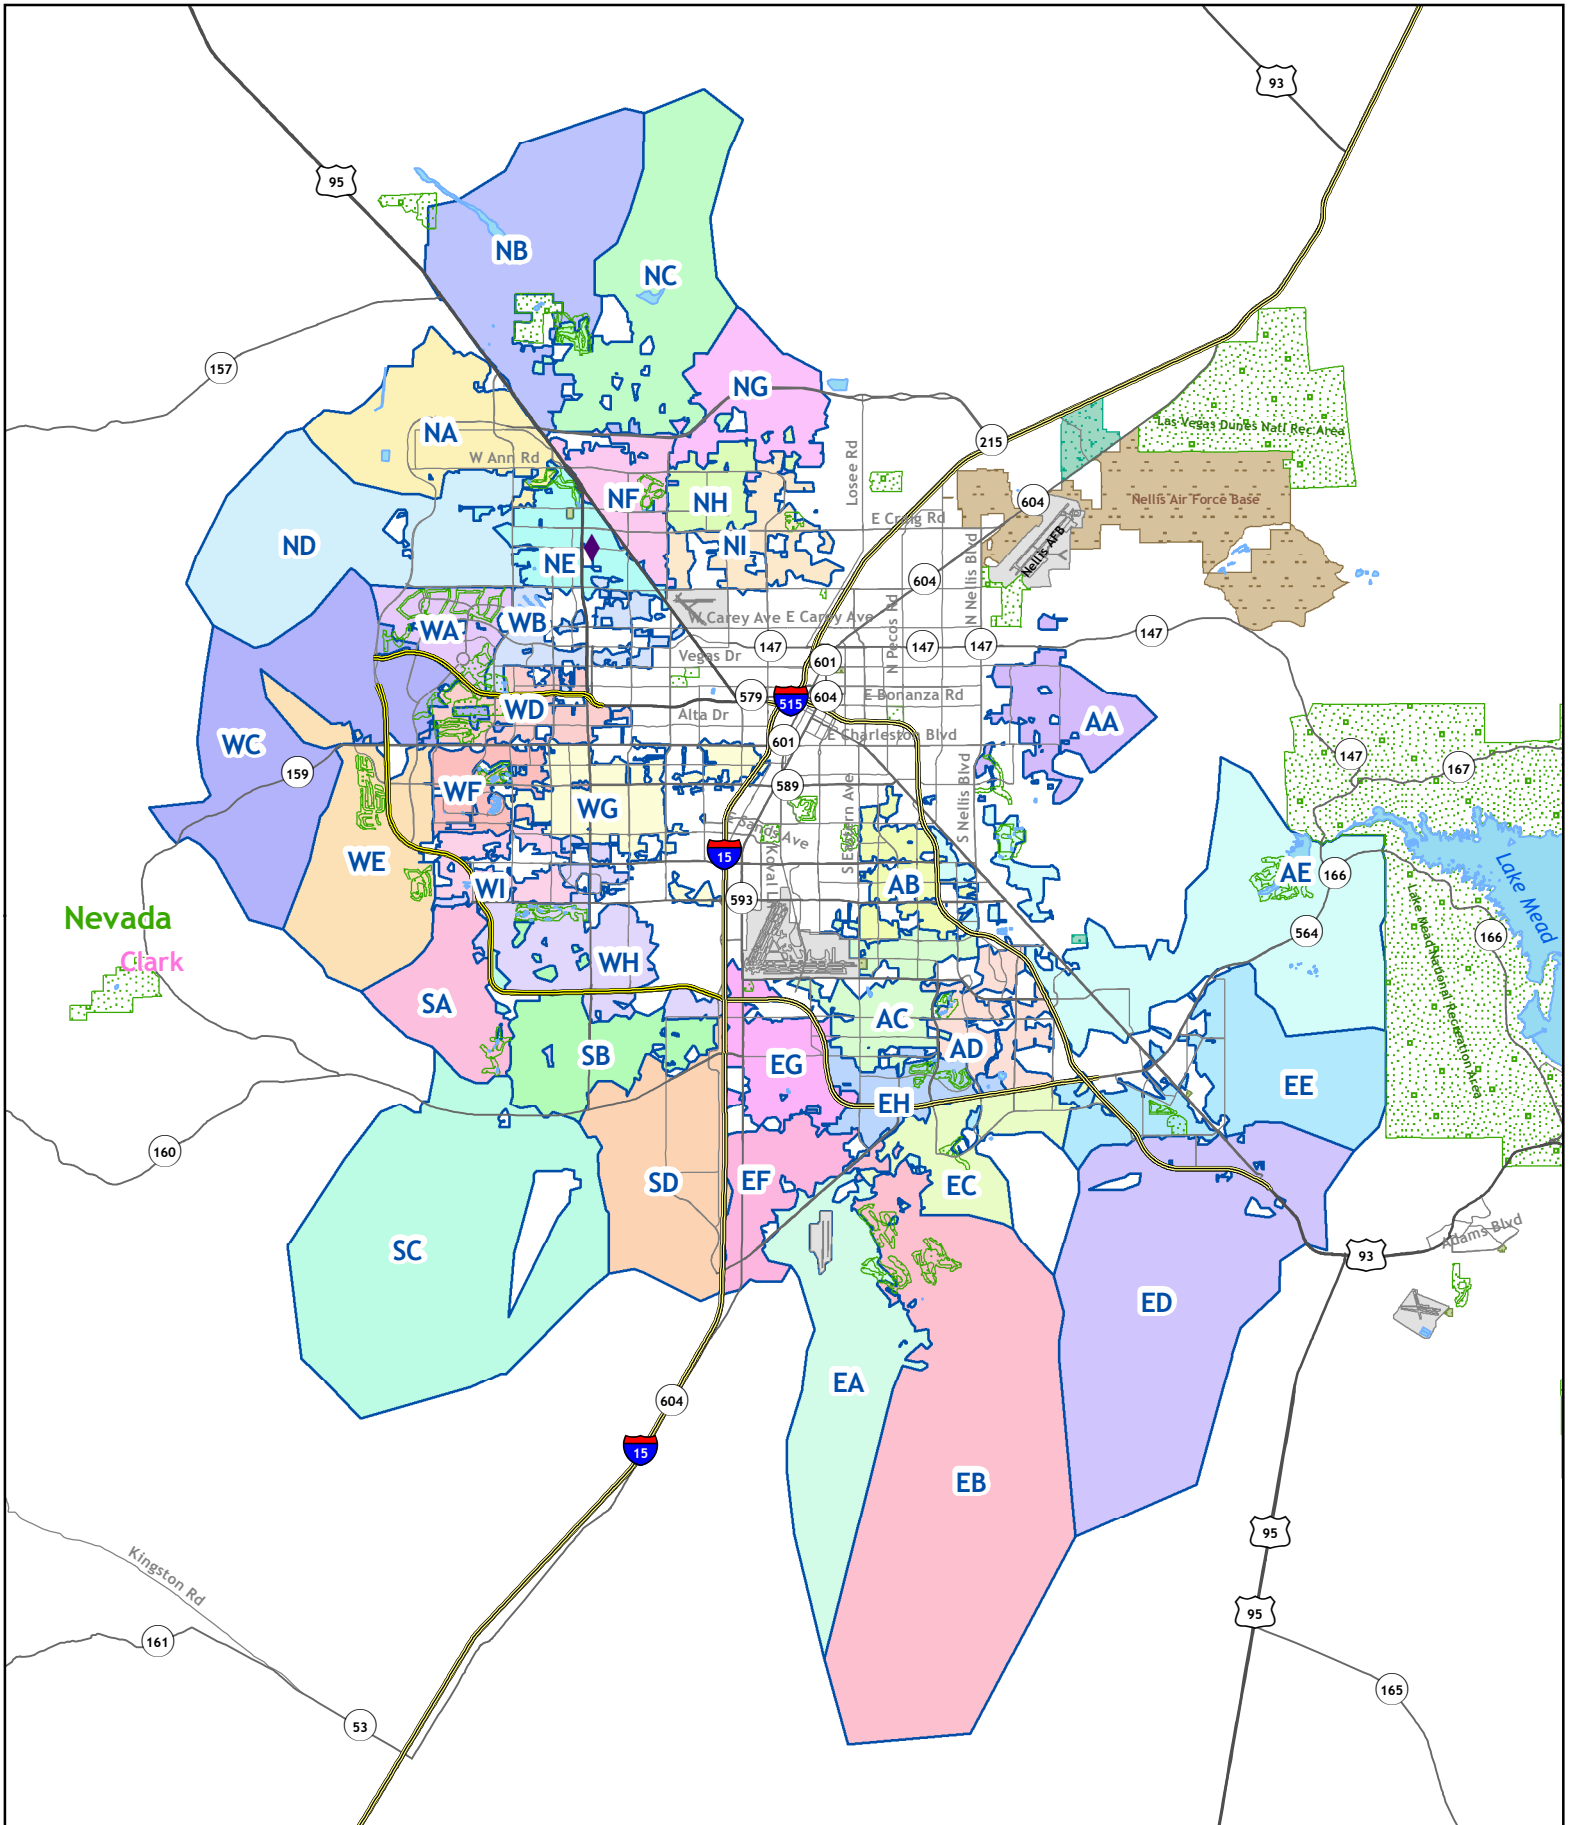 93
95
NB
NC
157
NG
NA
215
Las Vegas Dunes Natl Rec Area
W Ann Rd
Losee Rd
NF
NH
604
Nellis Air Force Base
E Craig Rd
ND
NI
N Nellis Blvd
Nellis AFB
NE
604
N Pecos Rd
WA
WB
W Carey Ave
E Carey Ave
147
147
147
147
Vegas Dr
601
579
515
604
E Bonanza Rd
WD
Alta Dr
AA
WC
601
E Charleston Blvd
147
167
159
589
WF
WG
S Nellis Blvd
S Eastern Ave
E Sands Ave
15
WE
AE
166
Lake Mead
WI
AB
593
Nevada
564
166
Lake Mead National Recreation Area
Clark
WH
SA
AC
SB
EG
AD
EE
EH
160
SD
EF
EC
Adams Blvd
SC
93
ED
EA
604
15
EB
95
Kingston Rd
95
161
165
53